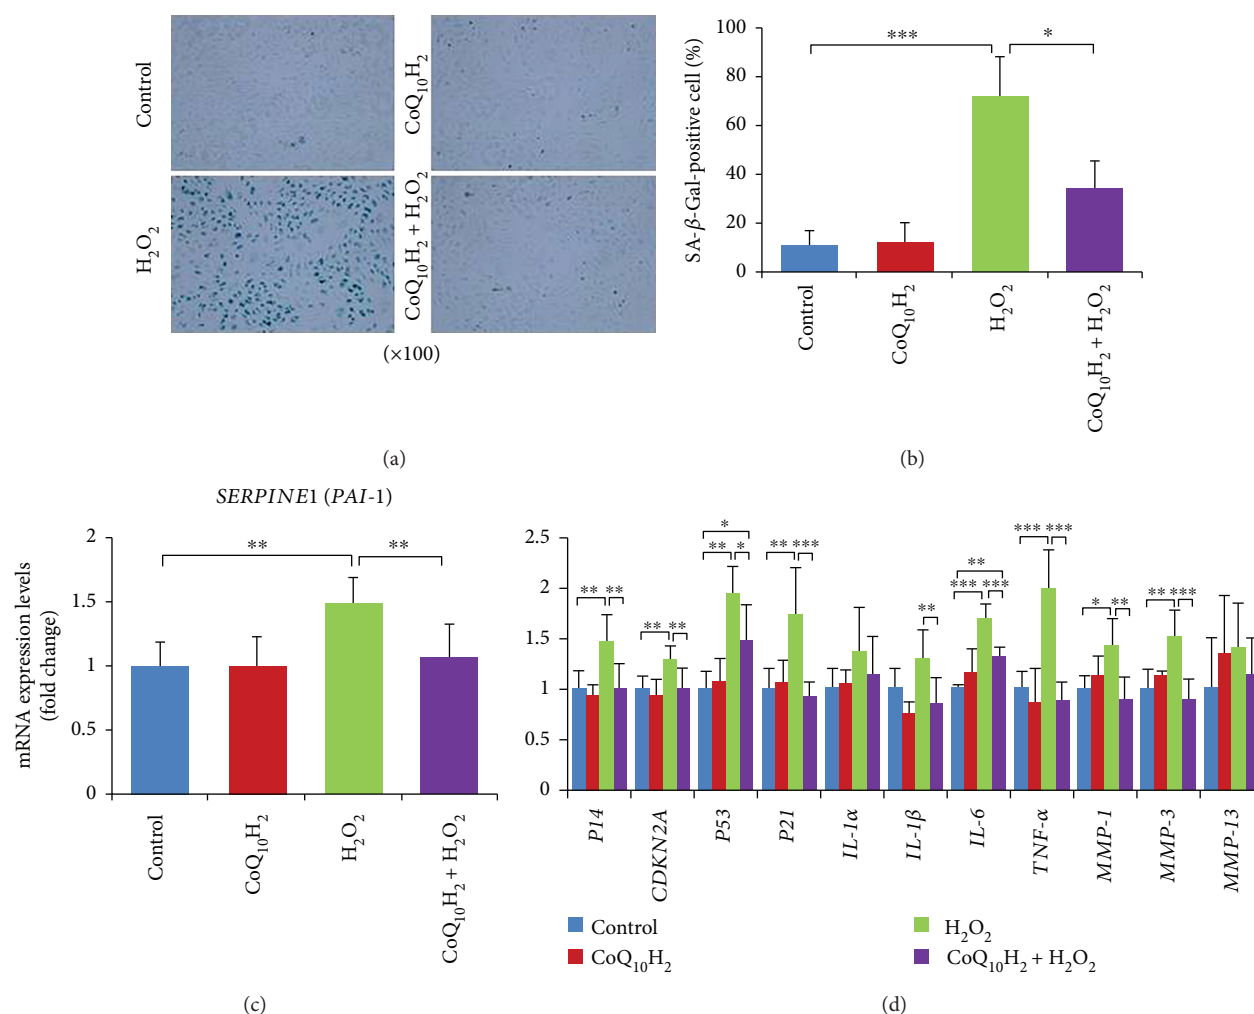 Control
CoQ₁₀H₂
H₂O₂
CoQ₁₀H₂ + H₂O₂
(×100)
(a)
SA-β-Gal-positive cell (%)
100
80
60
40
20
0
***
*
Control
CoQ₁₀H₂
H₂O₂
CoQ₁₀H₂ + H₂O₂
(b)
SERPINE1 (PAI-1)
mRNA expression levels
(fold change)
2
1.5
1
0.5
0
**
**
Control
CoQ₁₀H₂
H₂O₂
CoQ₁₀H₂ + H₂O₂
(c)
2.5
2
1.5
1
0.5
0
** **
** **
*
** *
** ***
**
**
*** ***
*** ***
* **
** ***
P14
CDKN2A
P53
P21
IL-1α
IL-1β
IL-6
TNF-α
MMP-1
MMP-3
MMP-13
Control
CoQ₁₀H₂
H₂O₂
CoQ₁₀H₂ + H₂O₂
(d)